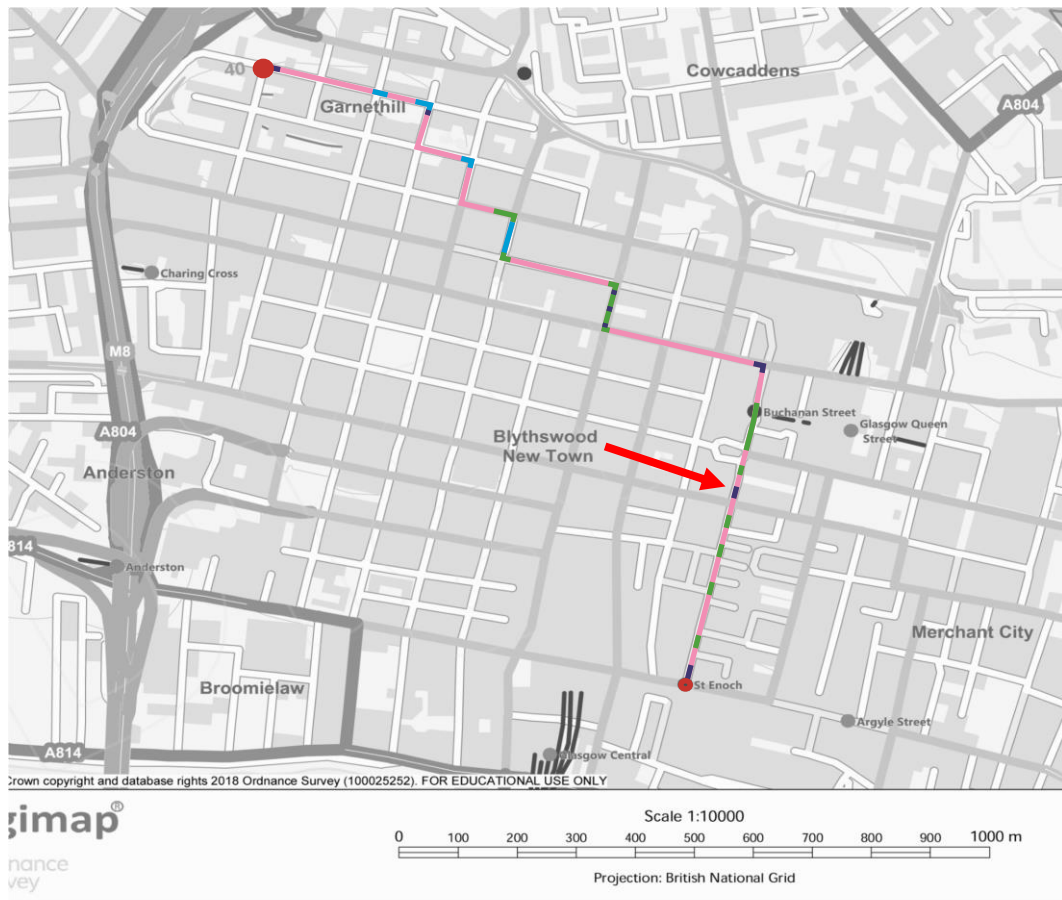 Cowcaddens
40
Garnethill
A804
Charing Cross
M8
Buchanan Street
Glasgow Queen
Street
Blythswood
New Town
A804
Anderston
814
Anderston
Merchant City
St Enoch
Broomielaw
Argyle Street
A814
Glasgow Central
Crown copyright and database rights 2018 Ordnance Survey (100025252). FOR EDUCATIONAL USE ONLY
gimap®
nance
vey
Scale 1:10000
0 100 200 300 400 500 600 700 800 900 1000 m
Projection: British National Grid